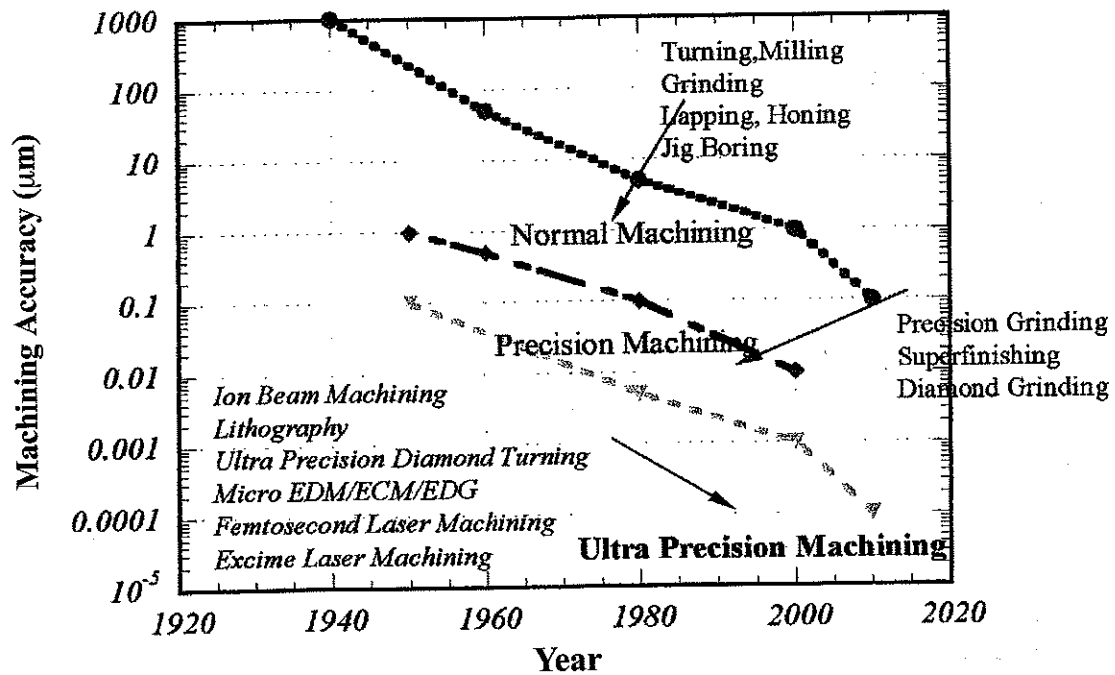 1000
100
10
1
0.1
0.01
0.001
0.0001
10-5
Machining Accuracy (μm)
Turning,Milling
Grinding
Lapping, Honing
Jig Boring
Normal Machining
Precision Machining
Precision Grinding
Superfinishing
Diamond Grinding
Ion Beam Machining
Lithography
Ultra Precision Diamond Turning
Micro EDM/ECM/EDG
Femtosecond Laser Machining
Excime Laser Machining
Ultra Precision Machining
1920 1940 1960 1980 2000 2020
Year